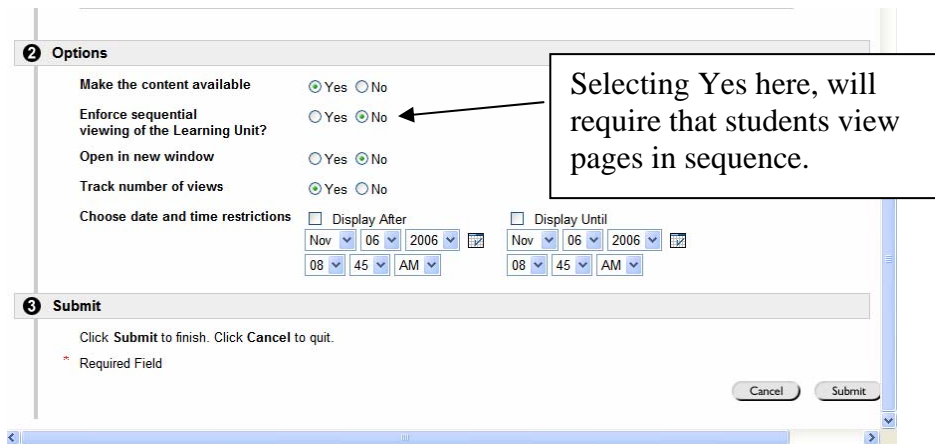 2 Options
Make the content available Yes No
Enforce sequential
viewing of the Learning Unit? Yes No
Open in new window Yes No
Track number of views Yes No
Choose date and time restrictions Display After Display Until
Nov 06 2006 Nov 06 2006
08 45 AM 08 45 AM
Selecting Yes here, will
require that students view
pages in sequence.
3 Submit
Click Submit to finish. Click Cancel to quit.
* Required Field
Cancel Submit